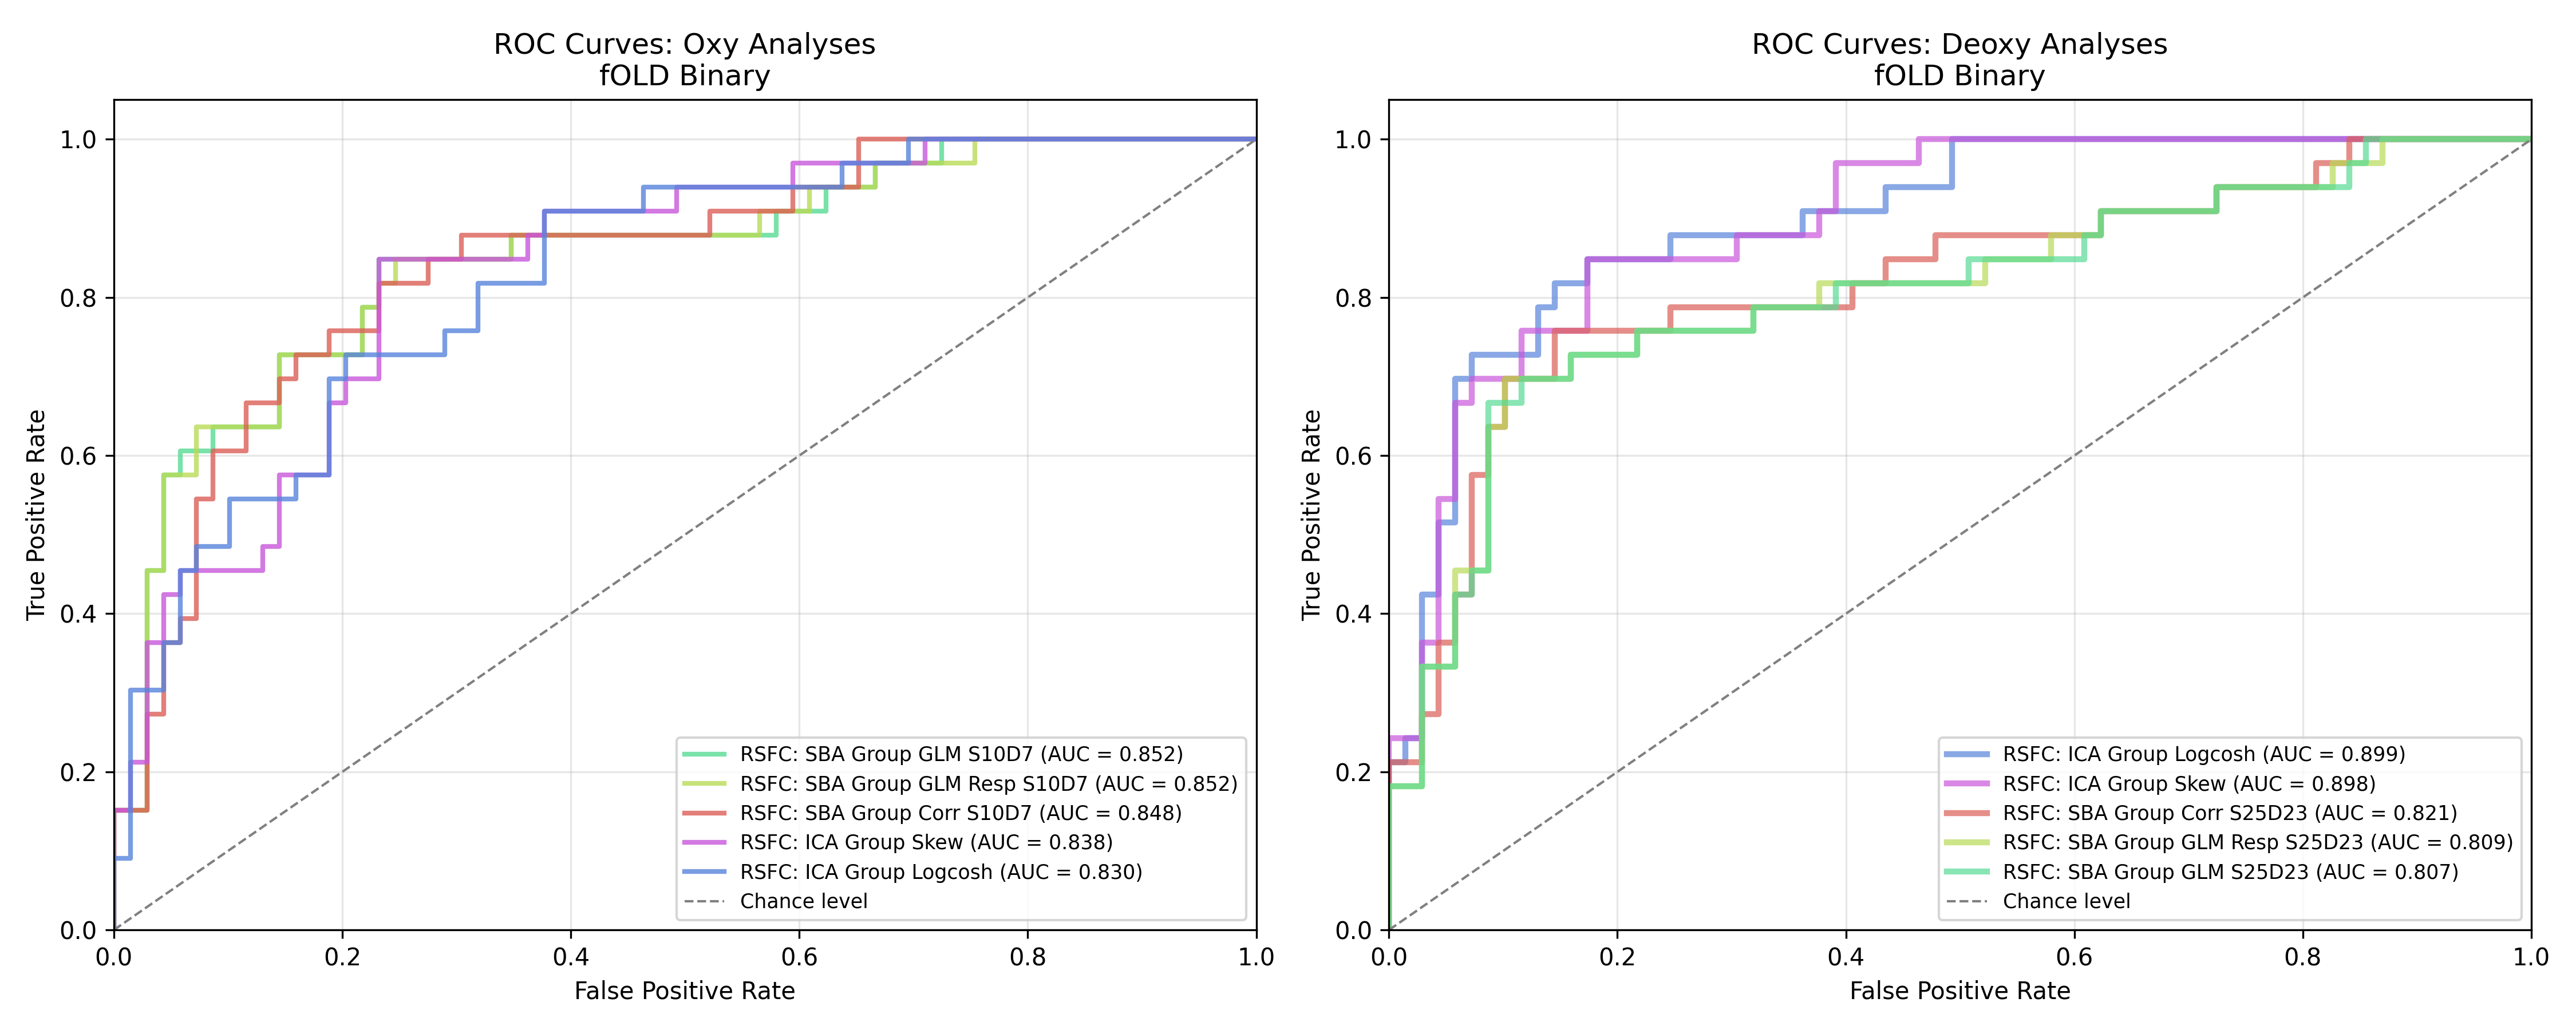 ROC Curves: Oxy Analyses
fOLD Binary
1.0
0.8
0.6
0.4
0.2
0.0
True Positive Rate
0.0 0.2 0.4 0.6 0.8 1.0
False Positive Rate
RSFC: SBA Group GLM S10D7 (AUC = 0.852)
RSFC: SBA Group GLM Resp S10D7 (AUC = 0.852)
RSFC: SBA Group Corr S10D7 (AUC = 0.848)
RSFC: ICA Group Skew (AUC = 0.838)
RSFC: ICA Group Logcosh (AUC = 0.830)
Chance level
ROC Curves: Deoxy Analyses
fOLD Binary
1.0
0.8
0.6
0.4
0.2
0.0
True Positive Rate
0.0 0.2 0.4 0.6 0.8 1.0
False Positive Rate
RSFC: ICA Group Logcosh (AUC = 0.899)
RSFC: ICA Group Skew (AUC = 0.898)
RSFC: SBA Group Corr S25D23 (AUC = 0.821)
RSFC: SBA Group GLM Resp S25D23 (AUC = 0.809)
RSFC: SBA Group GLM S25D23 (AUC = 0.807)
Chance level